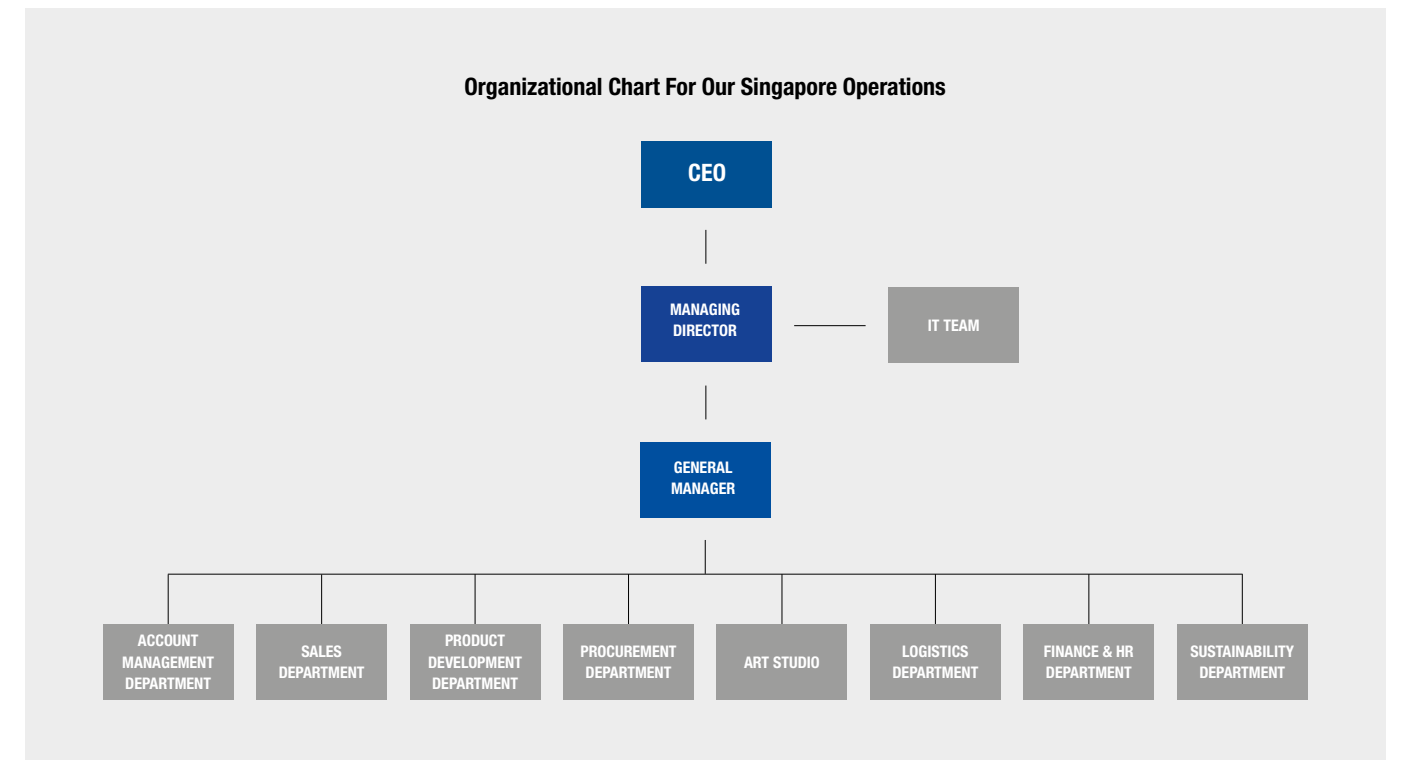 Organizational Chart For Our Singapore Operations
CEO
MANAGING
DIRECTOR
IT TEAM
GENERAL
MANAGER
ACCOUNT
MANAGEMENT
DEPARTMENT
SALES
DEPARTMENT
PRODUCT
DEVELOPMENT
DEPARTMENT
PROCUREMENT
DEPARTMENT
ART STUDIO
LOGISTICS
DEPARTMENT
FINANCE & HR
DEPARTMENT
SUSTAINABILITY
DEPARTMENT